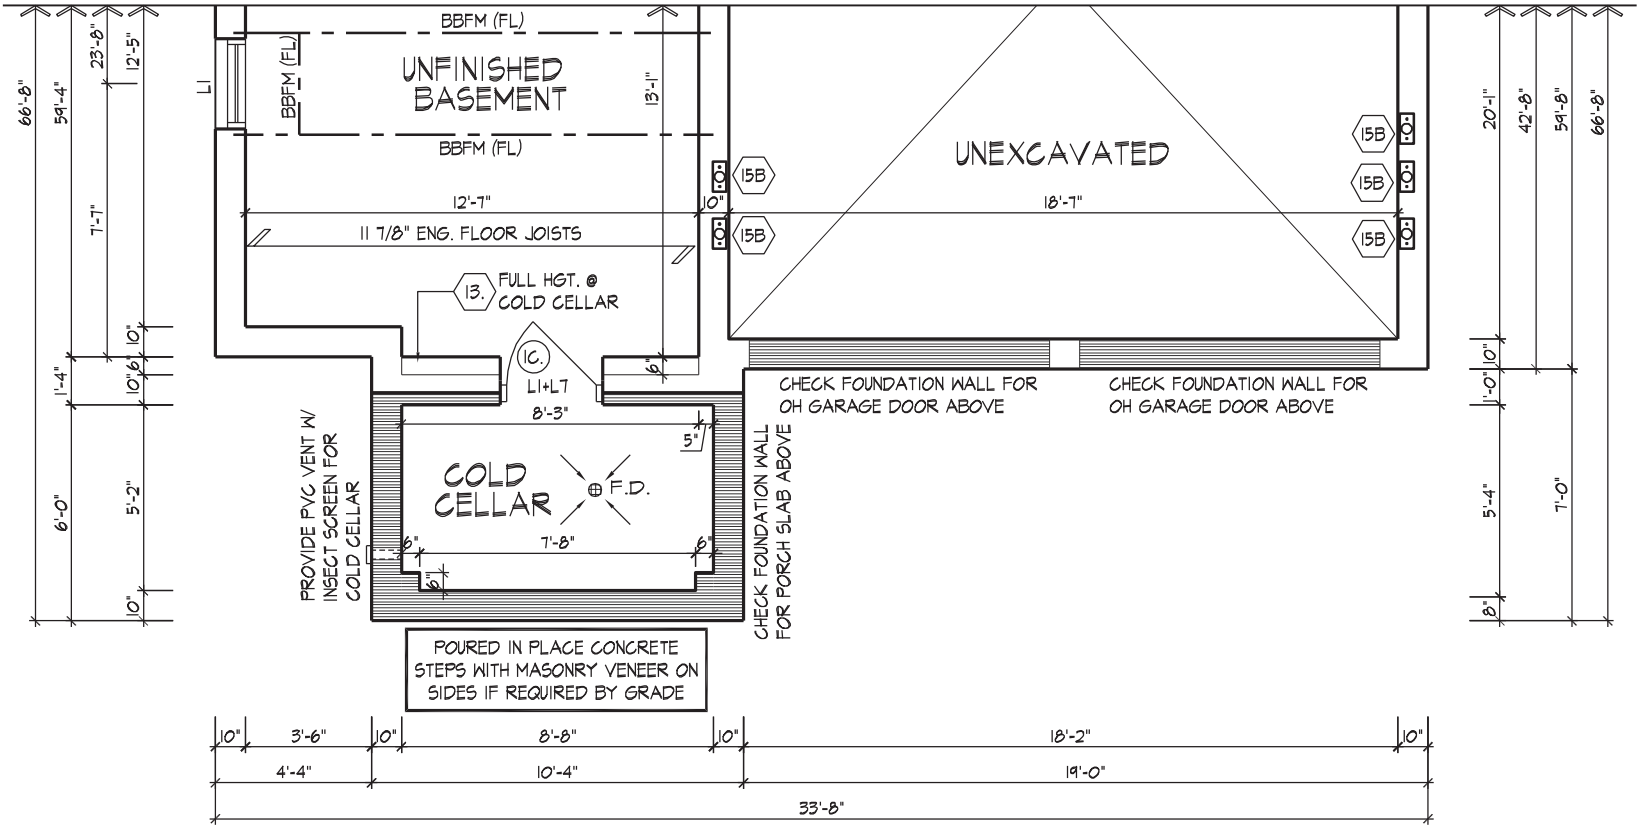 BBFM (FL)
UNFINISHED
BASEMENT
BBFM (FL)
BBFM (FL)
L1
66'-8"
59'-4"
23'-8"
12'-5"
7'-7"
13'-1"
12'-7"
10"
18'-7"
11 7/8" ENG. FLOOR JOISTS
13.
FULL HGT. @
COLD CELLAR
1C.
L1+L7
6"
UNEXCAVATED
15B
15B
15B
15B
15B
20'-1"
42'-8"
59'-8"
66'-8"
10"
6"
10"
1'-4"
6'-0"
5'-2"
10"
10"
1'-0"
5'-4"
7'-0"
8"
CHECK FOUNDATION WALL FOR
OH GARAGE DOOR ABOVE
CHECK FOUNDATION WALL FOR
OH GARAGE DOOR ABOVE
8'-3"
5"
COLD
CELLAR
F.D.
6"
7'-8"
6"
6"
PROVIDE PVC VENT W/
INSECT SCREEN FOR
COLD CELLAR
CHECK FOUNDATION WALL
FOR PORCH SLAB ABOVE
POURED IN PLACE CONCRETE
STEPS WITH MASONRY VENEER ON
SIDES IF REQUIRED BY GRADE
10"
3'-6"
10"
8'-8"
10"
18'-2"
10"
4'-4"
10'-4"
19'-0"
33'-8"